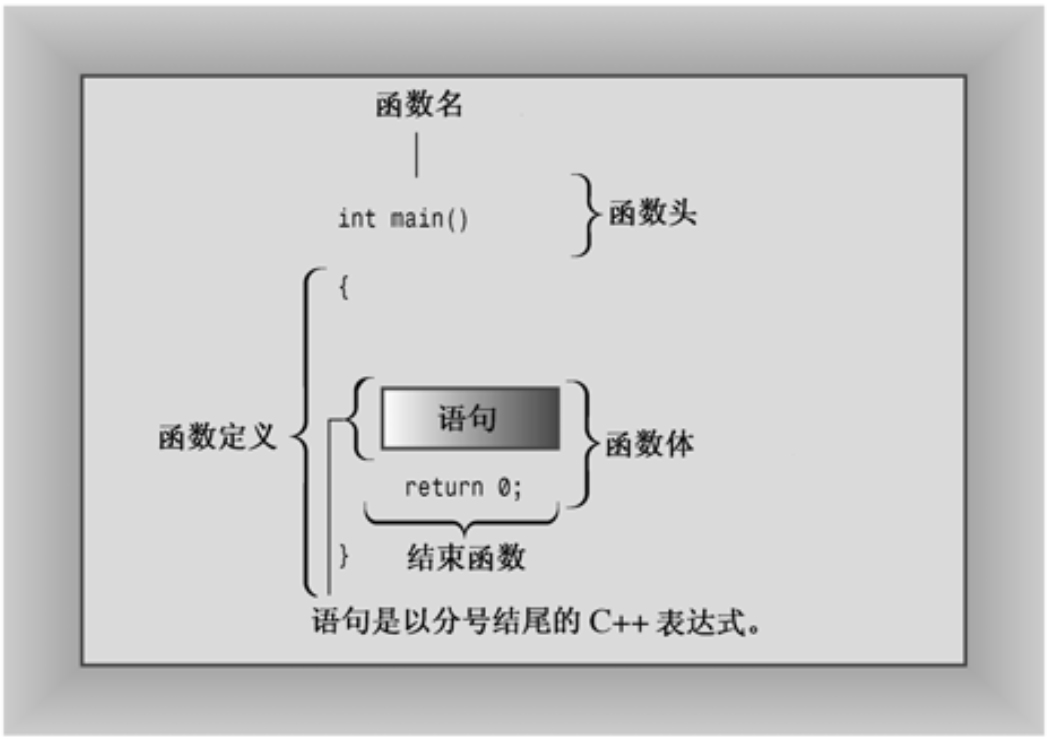 函数名
int main()
函数头
{
函数定义
语句
函数体
return 0;
}
结束函数
语句是以分号结尾的 C++ 表达式。